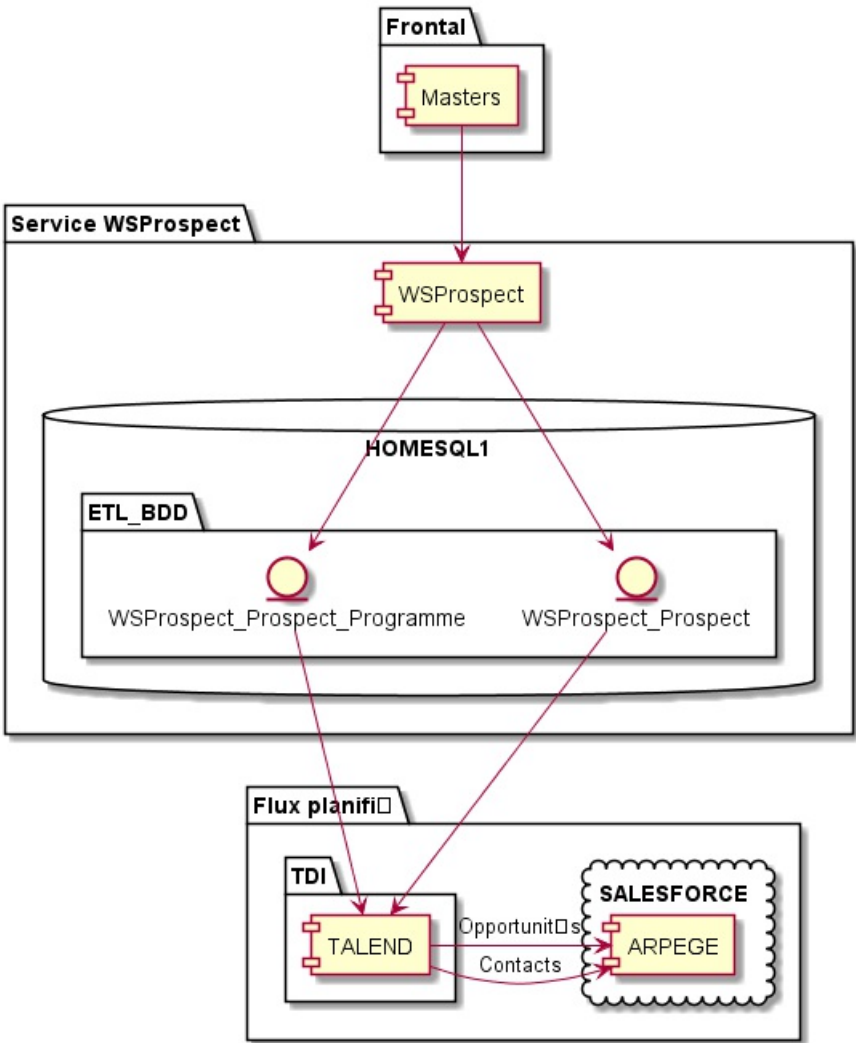 Frontal
Masters
Service WSProspect
WSProspect
HOMESQL1
ETL_BDD
WSProspect_Prospect_Programme
WSProspect_Prospect
Flux planifi□
TDI
SALESFORCE
TALEND
Opportunit□s
ARPEGE
Contacts